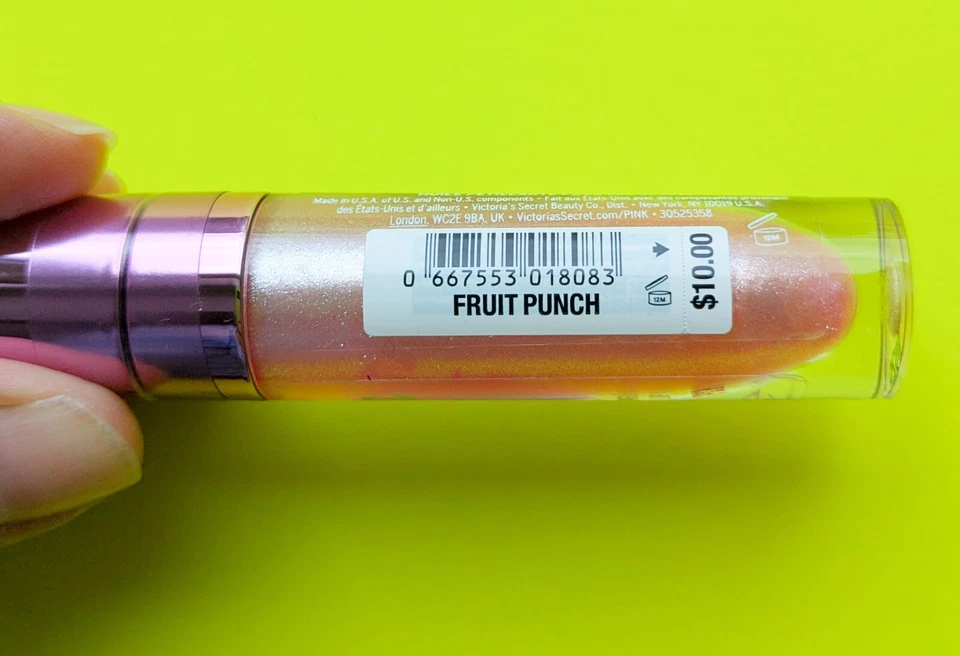 Made in U.S.A. of U.S. and Non-U.S. components • Fait aux États-Unis avec des
des États-Unis et d'ailleurs • Victoria's Secret Beauty Co., Dist. • New York, NY 10019 U.S.A.
London, WC2E 9BA, UK • VictoriasSecret.com/PINK • 30525358
12M
0 667553 018083
FRUIT PUNCH
12M
$10.00